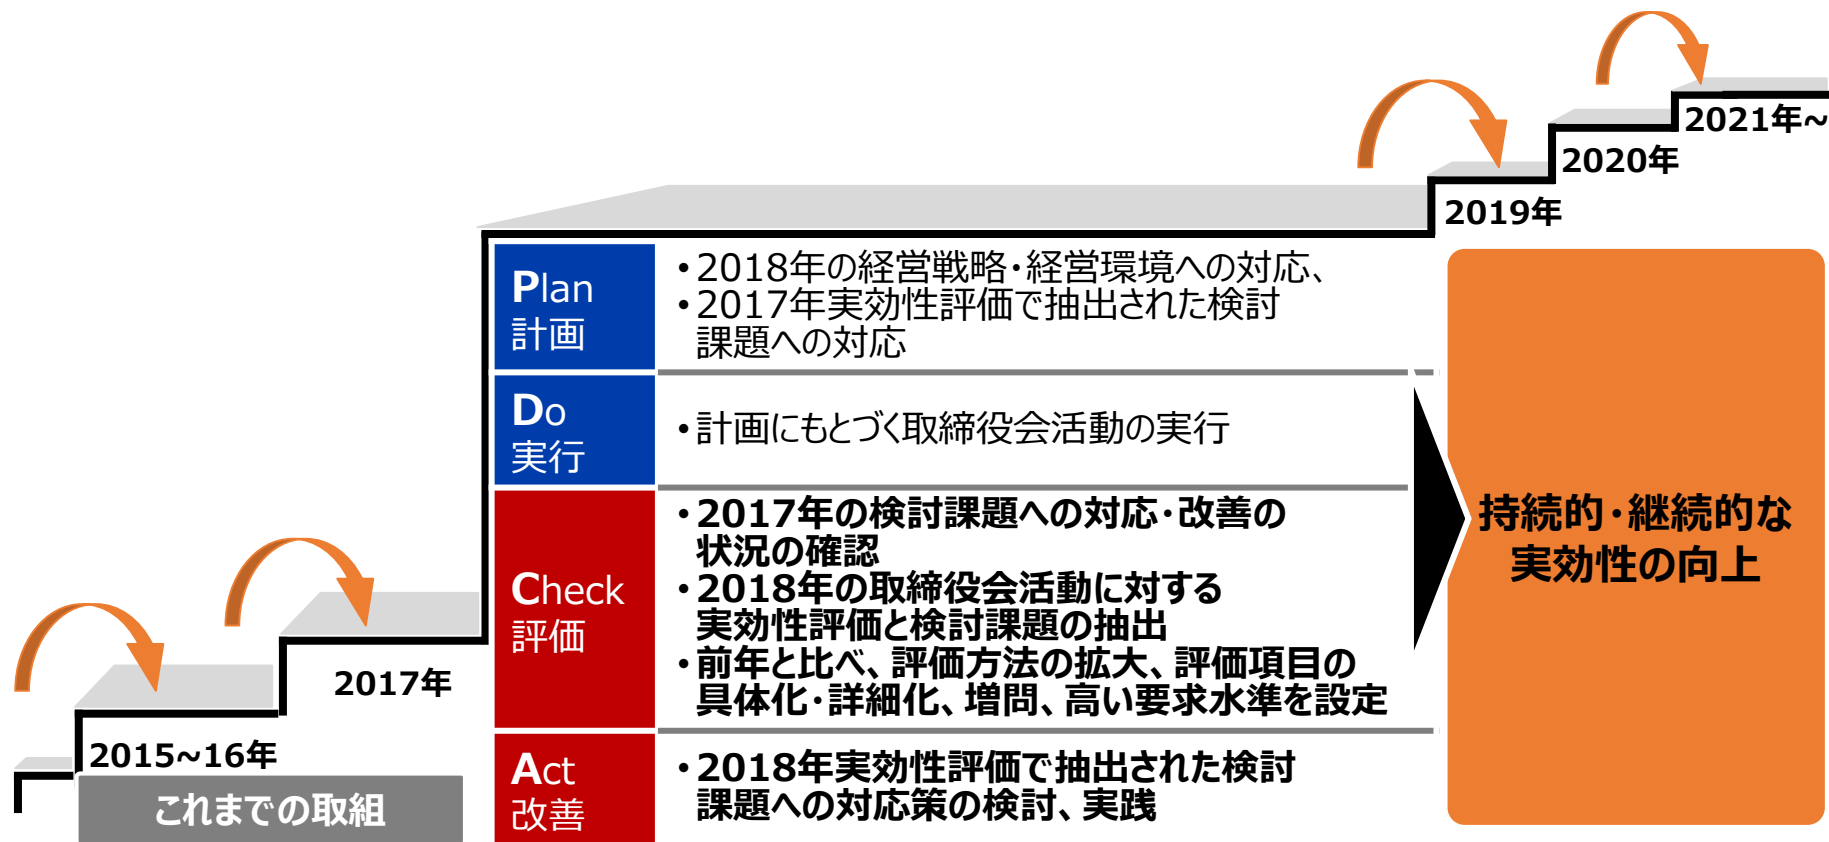 2021年~
2020年
2019年
Plan
計画
・2018年の経営戦略・経営環境への対応、
・2017年実効性評価で抽出された検討
課題への対応
Do
実行
・計画にもとづく取締役会活動の実行
Check
評価
・2017年の検討課題への対応・改善の
状況の確認
・2018年の取締役会活動に対する
実効性評価と検討課題の抽出
・前年と比べ、評価方法の拡大、評価項目の
具体化・詳細化、増問、高い要求水準を設定
Act
改善
・2018年実効性評価で抽出された検討
課題への対応策の検討、実践
持続的・継続的な
実効性の向上
2017年
2015~16年
これまでの取組